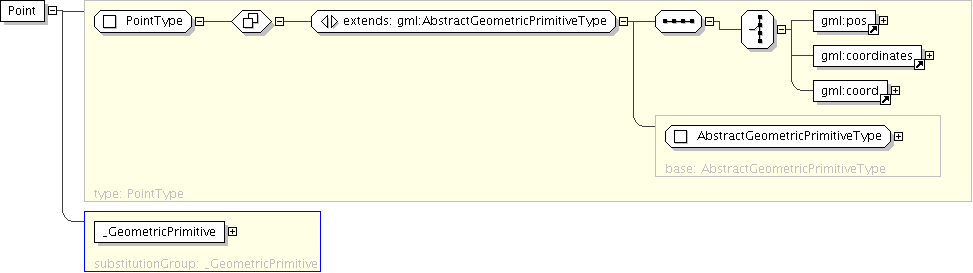 Point
PointType
extends: gml:AbstractGeometricPrimitiveType
gml:pos
gml:coordinates
gml:coord
AbstractGeometricPrimitiveType
base: AbstractGeometricPrimitiveType
type: PointType
_GeometricPrimitive
substitutionGroup: _GeometricPrimitive